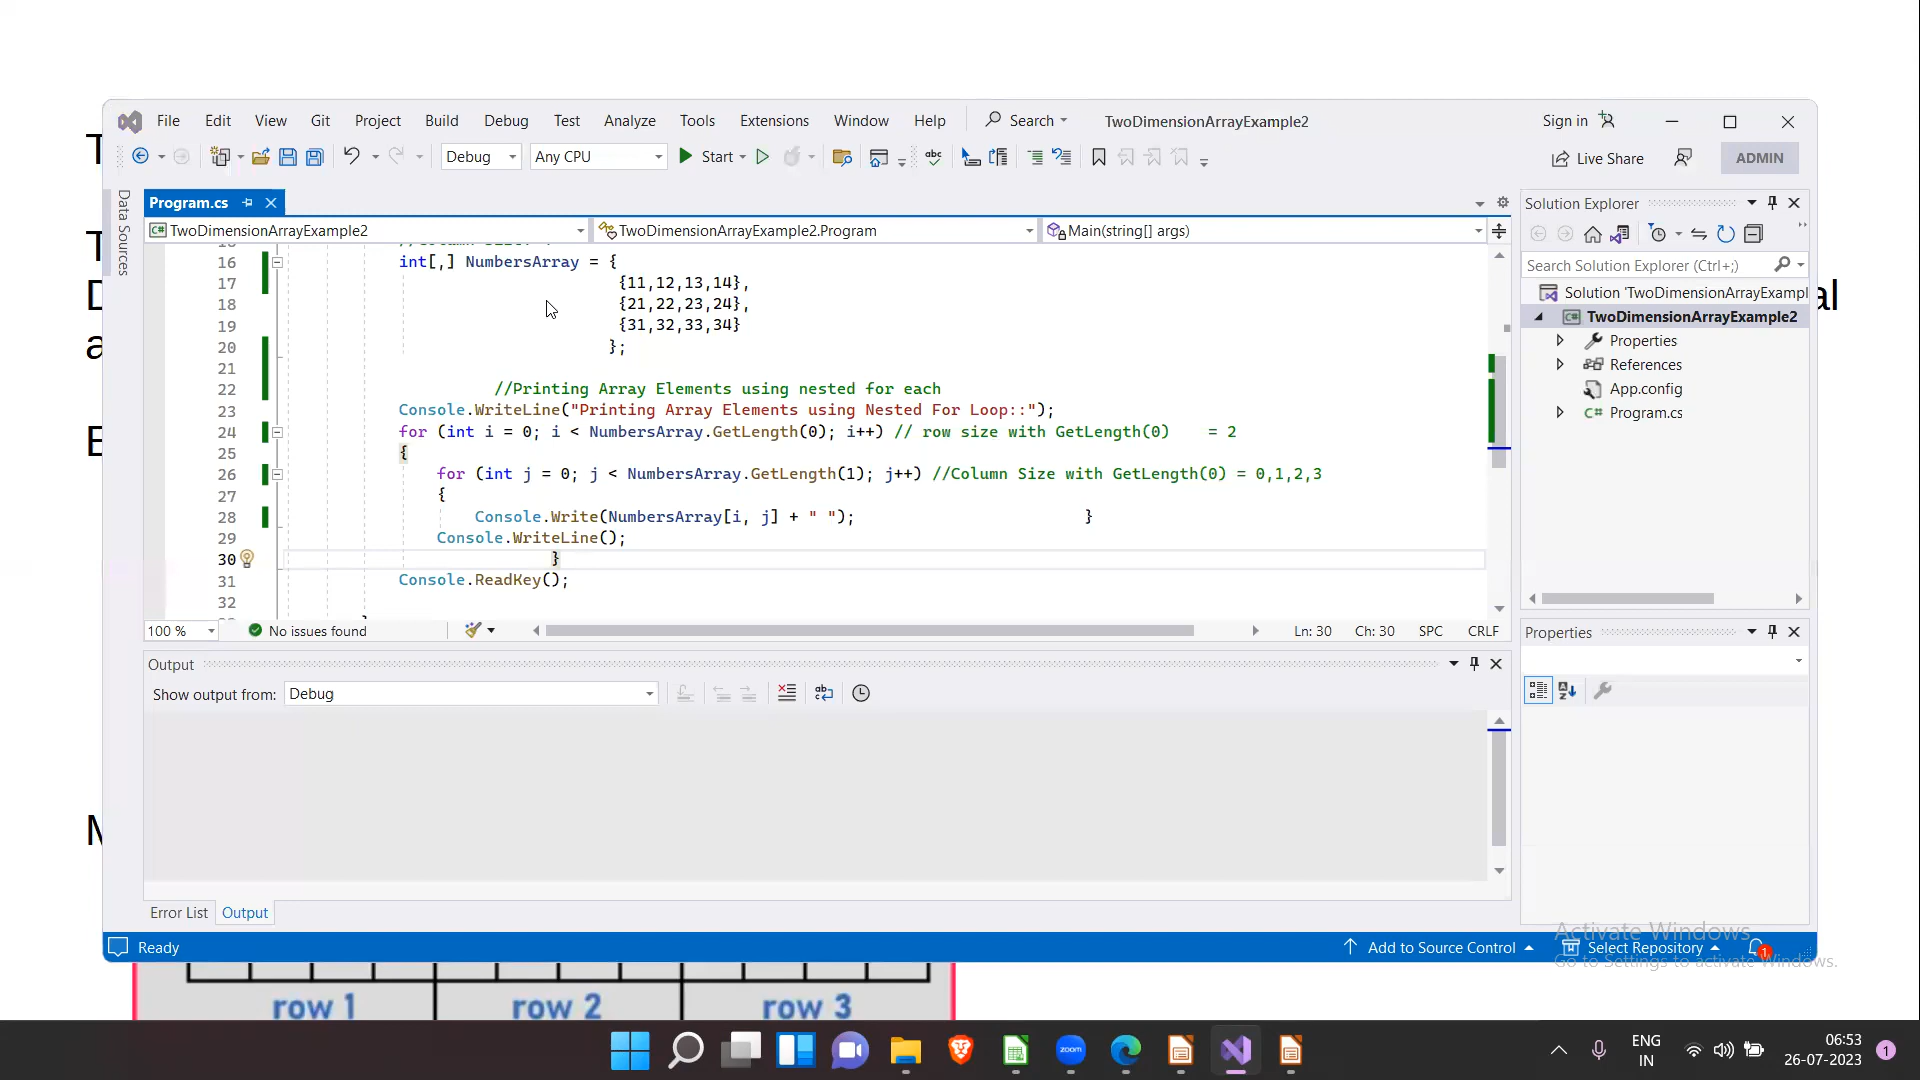 File Edit View Git Project Build Debug Test Analyze Tools Extensions Window Help Search TwoDimensionArrayExample2 Sign in
Debug Any CPU Start Live Share ADMIN
Data Sources
Program.cs
TwoDimensionArrayExample2 TwoDimensionArrayExample2.Program Main(string[] args)
16 int[,] NumbersArray = {
17 {11,12,13,14},
18 {21,22,23,24},
19 {31,32,33,34}
20 };
21
22 //Printing Array Elements using nested for each
23 Console.WriteLine("Printing Array Elements using Nested For Loop::");
24 for (int i = 0; i < NumbersArray.GetLength(0); i++) // row size with GetLength(0) = 2
25 {
26 for (int j = 0; j < NumbersArray.GetLength(1); j++) //Column Size with GetLength(0) = 0,1,2,3
27 {
28 Console.Write(NumbersArray[i, j] + " "); }
29 Console.WriteLine();
30 }
31 Console.ReadKey();
32
100 % No issues found Ln: 30 Ch: 30 SPC CRLF
Output
Show output from: Debug
Error List Output
Solution Explorer
Search Solution Explorer (Ctrl+;)
Solution 'TwoDimensionArrayExampl
TwoDimensionArrayExample2
Properties
References
App.config
C# Program.cs
Properties
Ready Add to Source Control Select Repository 1
Activate Windows
Go to Settings to activate Windows.
T
T
D al
a
E
M
row 1 row 2 row 3
zoom
ENG
IN
06:53
26-07-2023
1